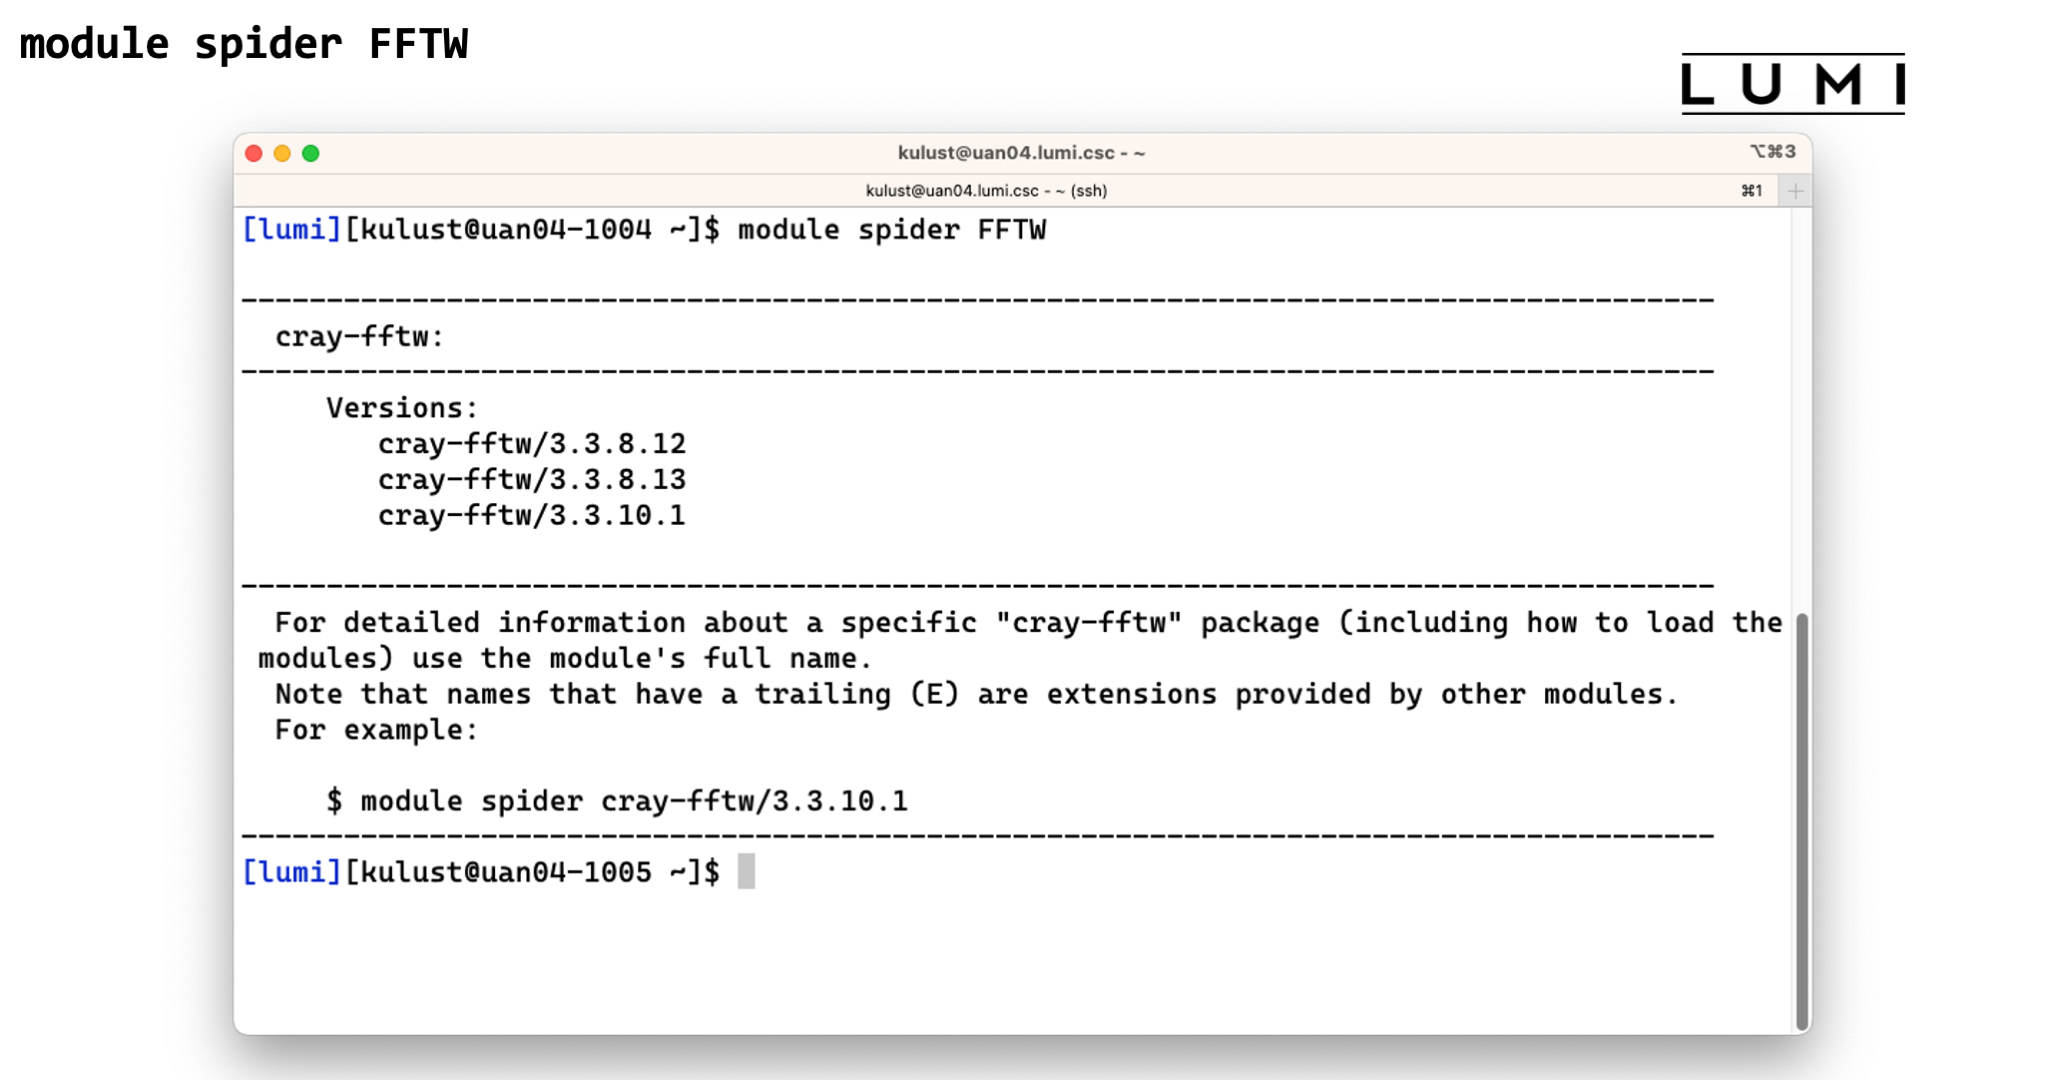 module spider FFTW
LUMI
kulust@uan04.lumi.csc - ~
⌥⌘3
kulust@uan04.lumi.csc - ~ (ssh)
⌘1
+
[lumi][kulust@uan04-1004 ~]$ module spider FFTW
--------------------------------------------------------------------------------------
cray-fftw:
--------------------------------------------------------------------------------------
Versions:
cray-fftw/3.3.8.12
cray-fftw/3.3.8.13
cray-fftw/3.3.10.1
--------------------------------------------------------------------------------------
For detailed information about a specific "cray-fftw" package (including how to load the
modules) use the module's full name.
Note that names that have a trailing (E) are extensions provided by other modules.
For example:
$ module spider cray-fftw/3.3.10.1
--------------------------------------------------------------------------------------
[lumi][kulust@uan04-1005 ~]$